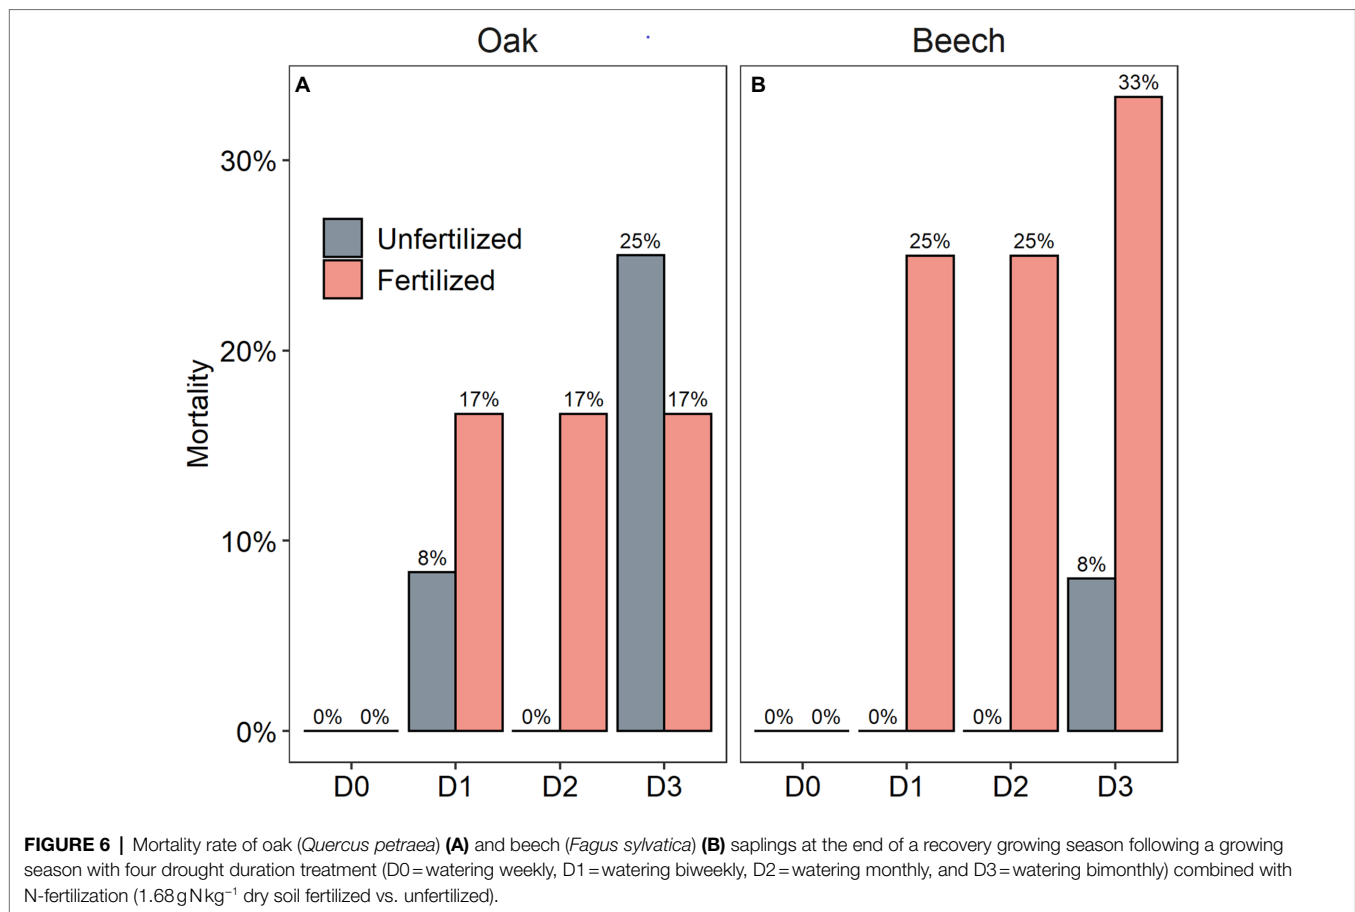 Oak
Beech
A
B
33%
30%
Unfertilized
Fertilized
25%
25%
25%
20%
Mortality
17%
17%
17%
10%
8%
8%
0%
0%
0%
0%
0%
0%
0%
0%
D0
D1
D2
D3
D0
D1
D2
D3
FIGURE 6 | Mortality rate of oak (Quercus petraea) (A) and beech (Fagus sylvatica) (B) saplings at the end of a recovery growing season following a growing
season with four drought duration treatment (D0 = watering weekly, D1 = watering biweekly, D2 = watering monthly, and D3 = watering bimonthly) combined with
N-fertilization (1.68 g N kg⁻¹ dry soil fertilized vs. unfertilized).